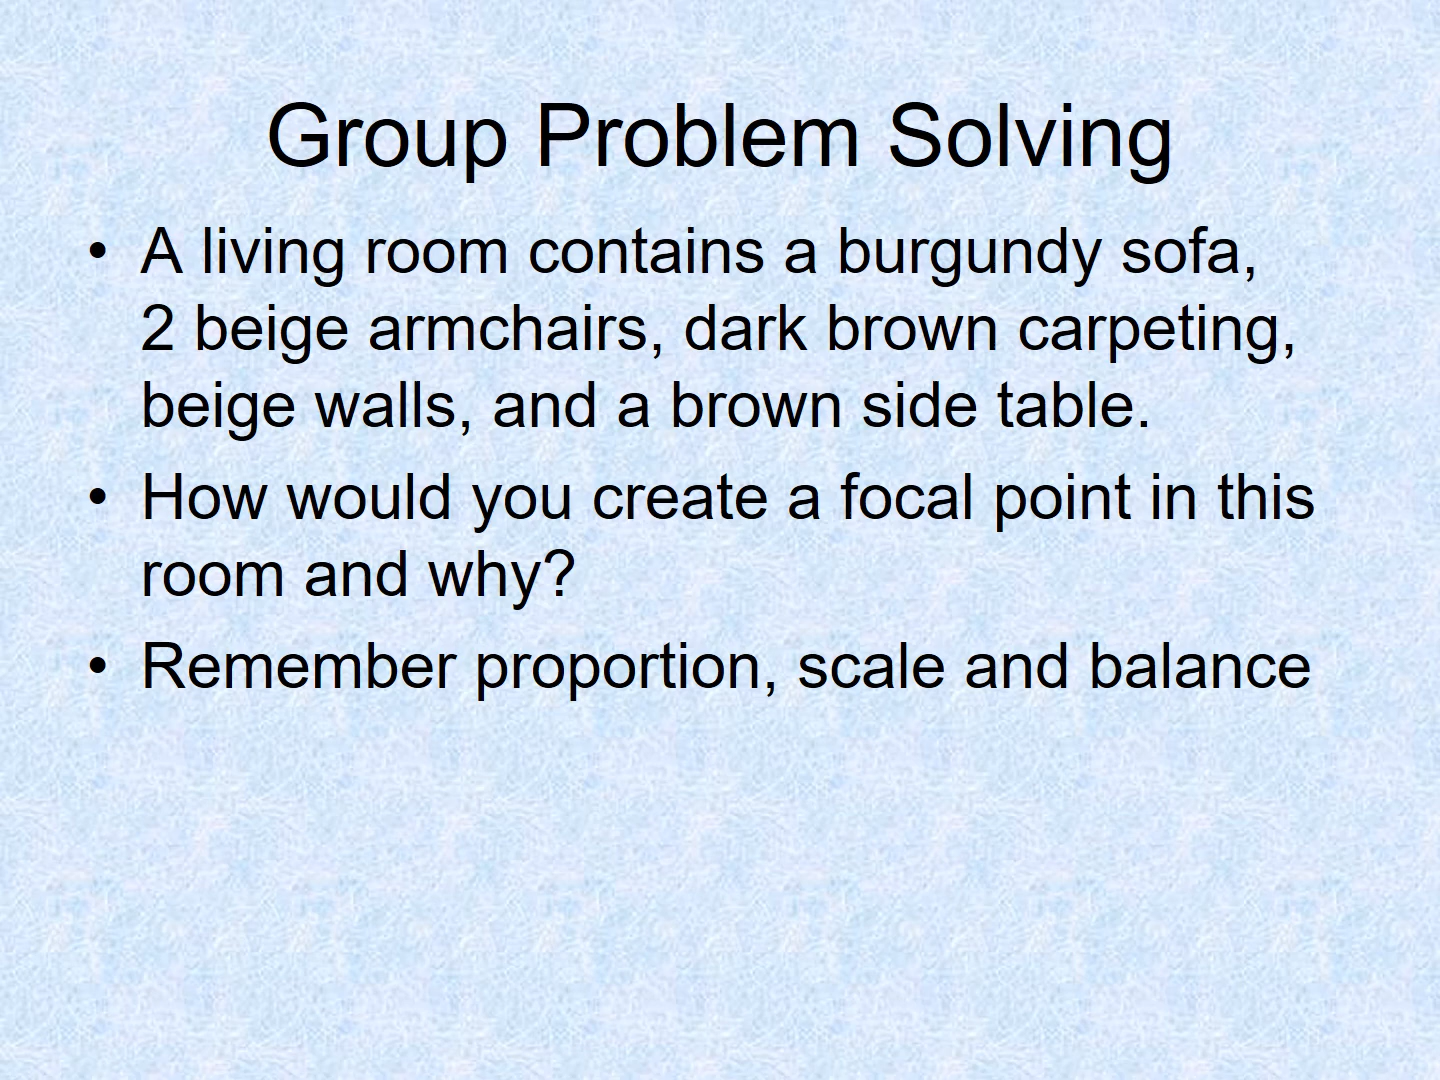 Group Problem Solving
• A living room contains a burgundy sofa,
2 beige armchairs, dark brown carpeting,
beige walls, and a brown side table.
• How would you create a focal point in this
room and why?
• Remember proportion, scale and balance